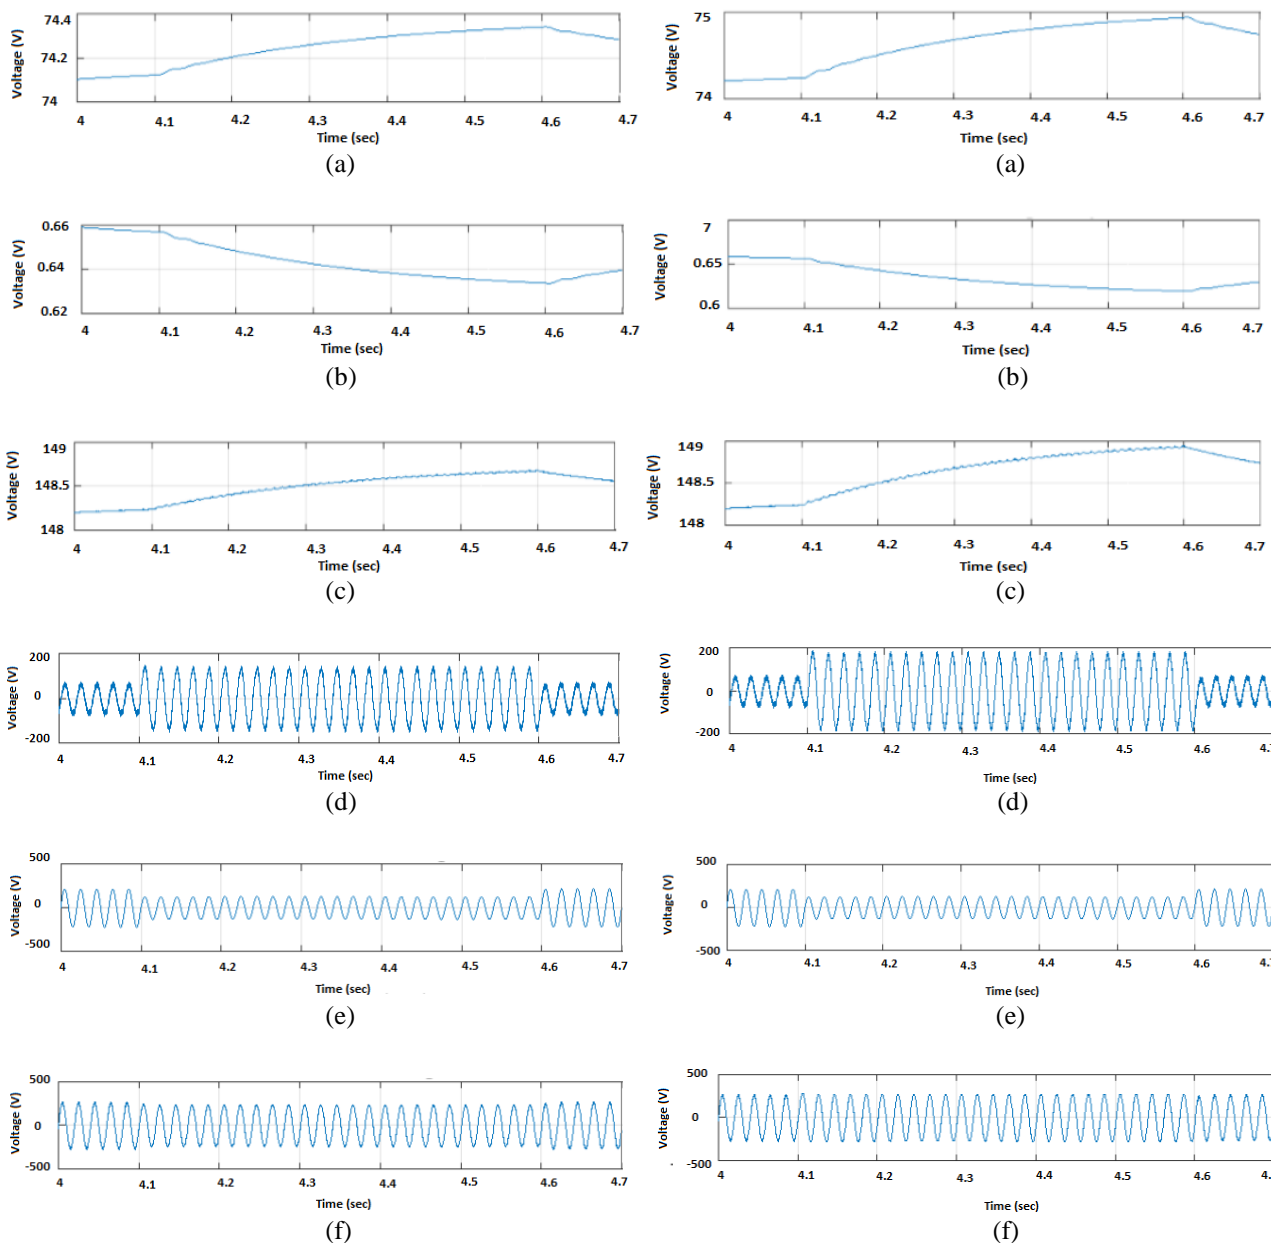 74.4
74.2
74
Voltage (V)
4 4.1 4.2 4.3 4.4 4.5 4.6 4.7
Time (sec)
(a)
0.66
0.64
0.62
Voltage (V)
4 4.1 4.2 4.3 4.4 4.5 4.6 4.7
Time (sec)
(b)
149
148.5
148
Voltage (V)
4 4.1 4.2 4.3 4.4 4.5 4.6 4.7
Time (sec)
(c)
200
0
-200
Voltage (V)
4 4.1 4.2 4.3 4.4 4.5 4.6 4.7
Time (sec)
(d)
500
0
-500
Voltage (V)
4 4.1 4.2 4.3 4.4 4.5 4.6 4.7
Time (sec)
(e)
500
0
-500
Voltage (V)
4 4.1 4.2 4.3 4.4 4.5 4.6 4.7
Time (sec)
(f)
75
74
Voltage (V)
4 4.1 4.2 4.3 4.4 4.5 4.6 4.7
Time (sec)
(a)
7
0.65
0.6
Voltage (V)
4 4.1 4.2 4.3 4.4 4.5 4.6 4.7
Time (sec)
(b)
149
148.5
148
Voltage (V)
4 4.1 4.2 4.3 4.4 4.5 4.6 4.7
Time (sec)
(c)
200
0
-200
Voltage (V)
4 4.1 4.2 4.3 4.4 4.5 4.6 4.7
Time (sec)
(d)
500
0
-500
Voltage (V)
4 4.1 4.2 4.3 4.4 4.5 4.6 4.7
Time (sec)
(e)
500
0
-500
Voltage (V)
4 4.1 4.2 4.3 4.4 4.5 4.6
Time (sec)
(f)